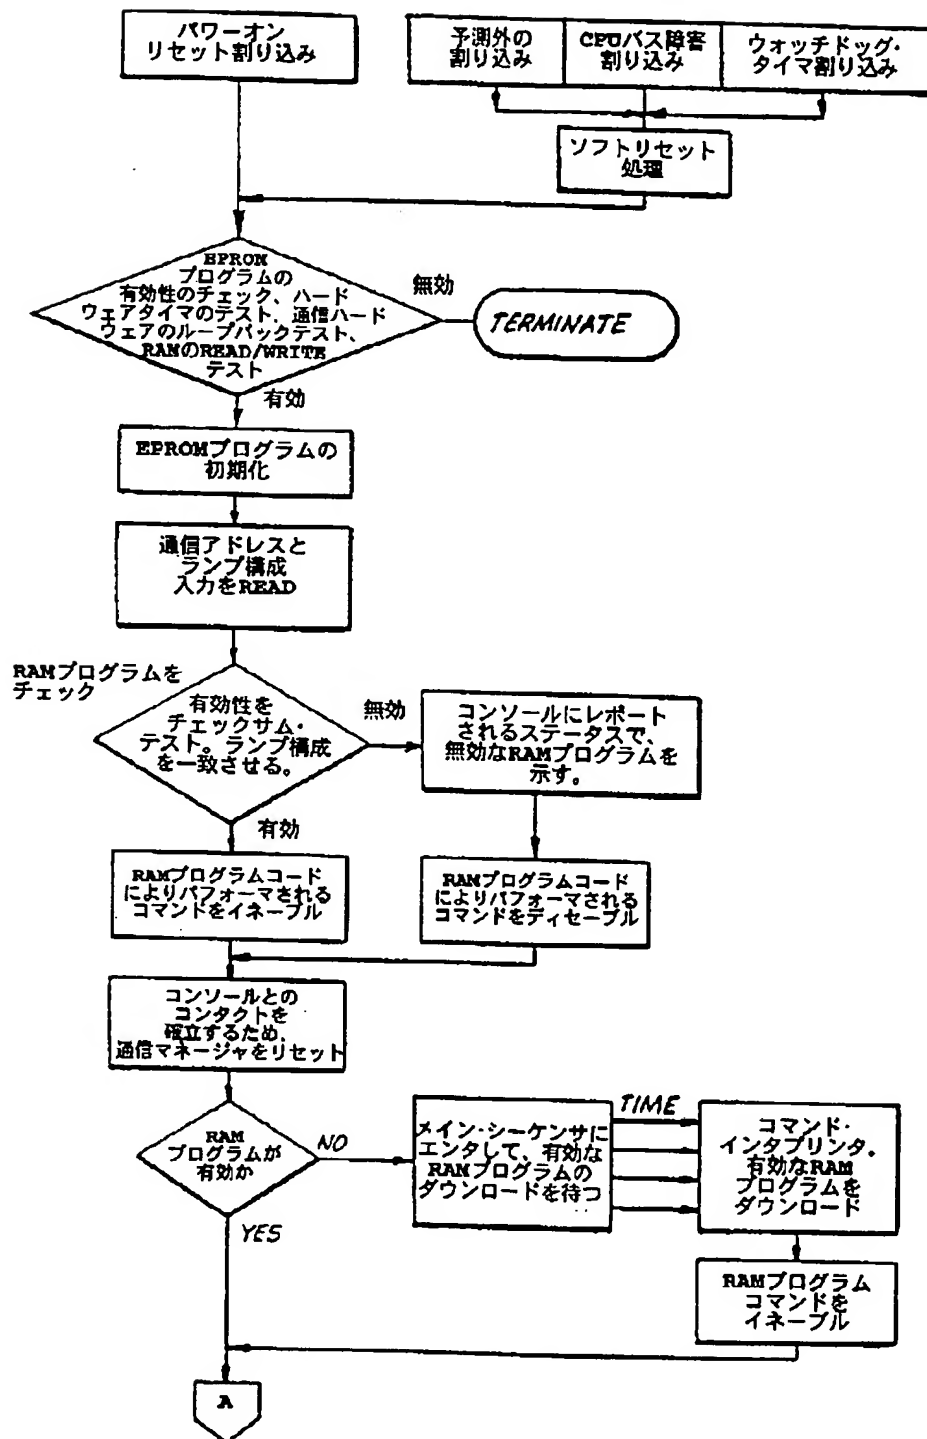 パワーオン
リセット割り込み
予測外の
割り込み
CPUバス障害
割り込み
ウォッチドッグ・
タイマ割り込み
ソフトリセット
処理
EPROM
プログラムの
有効性のチェック、ハード
ウェアタイマのテスト、通信ハード
ウェアのループバックテスト、
RAMのREAD/WRITE
テスト
無効
TERMINATE
有効
EPROMプログラムの
初期化
通信アドレスと
ランプ構成
入力をREAD
RAMプログラムを
チェック
有効性を
チェックサム・
テスト。ランプ構成
を一致させる。
無効
コンソールにレポート
されるステータスで、
無効なRAMプログラムを
示す。
有効
RAMプログラムコード
によりパフォーマされる
コマンドをイネーブル
RAMプログラムコード
によりパフォーマされる
コマンドをディセーブル
コンソールとの
コンタクトを
確立するため、
通信マネージャをリセット
RAM
プログラムが
有効か
NO
メイン・シーケンサに
エンタして、有効な
RAMプログラムの
ダウンロードを待つ
TIME
コマンド・
インタプリンタ。
有効なRAM
プログラムを
ダウンロード
YES
RAMプログラム
コマンドを
イネーブル
A